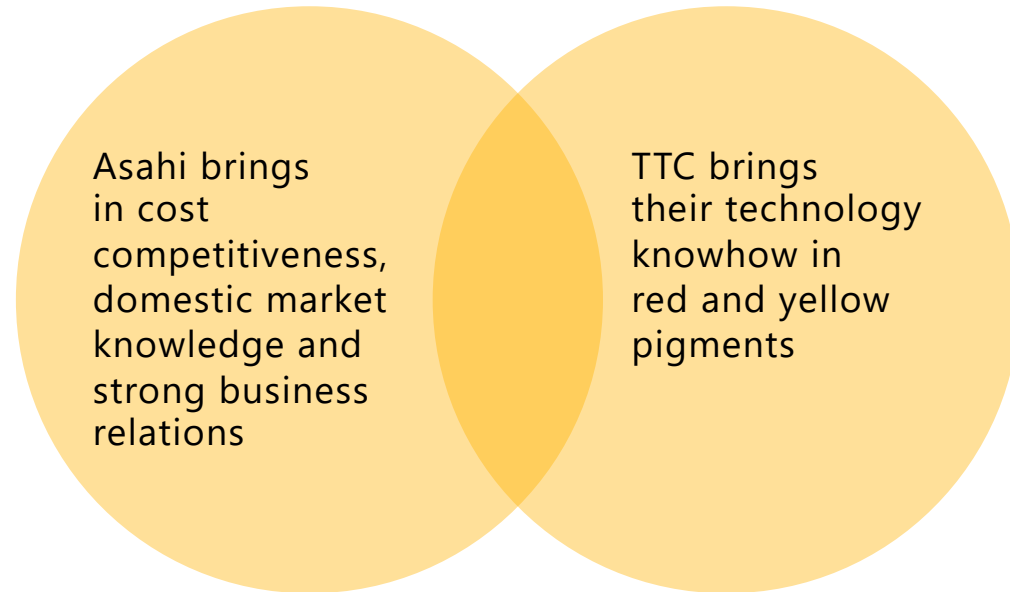 Asahi brings
in cost
competitiveness,
domestic market
knowledge and
strong business
relations
TTC brings
their technology
knowhow in
red and yellow
pigments